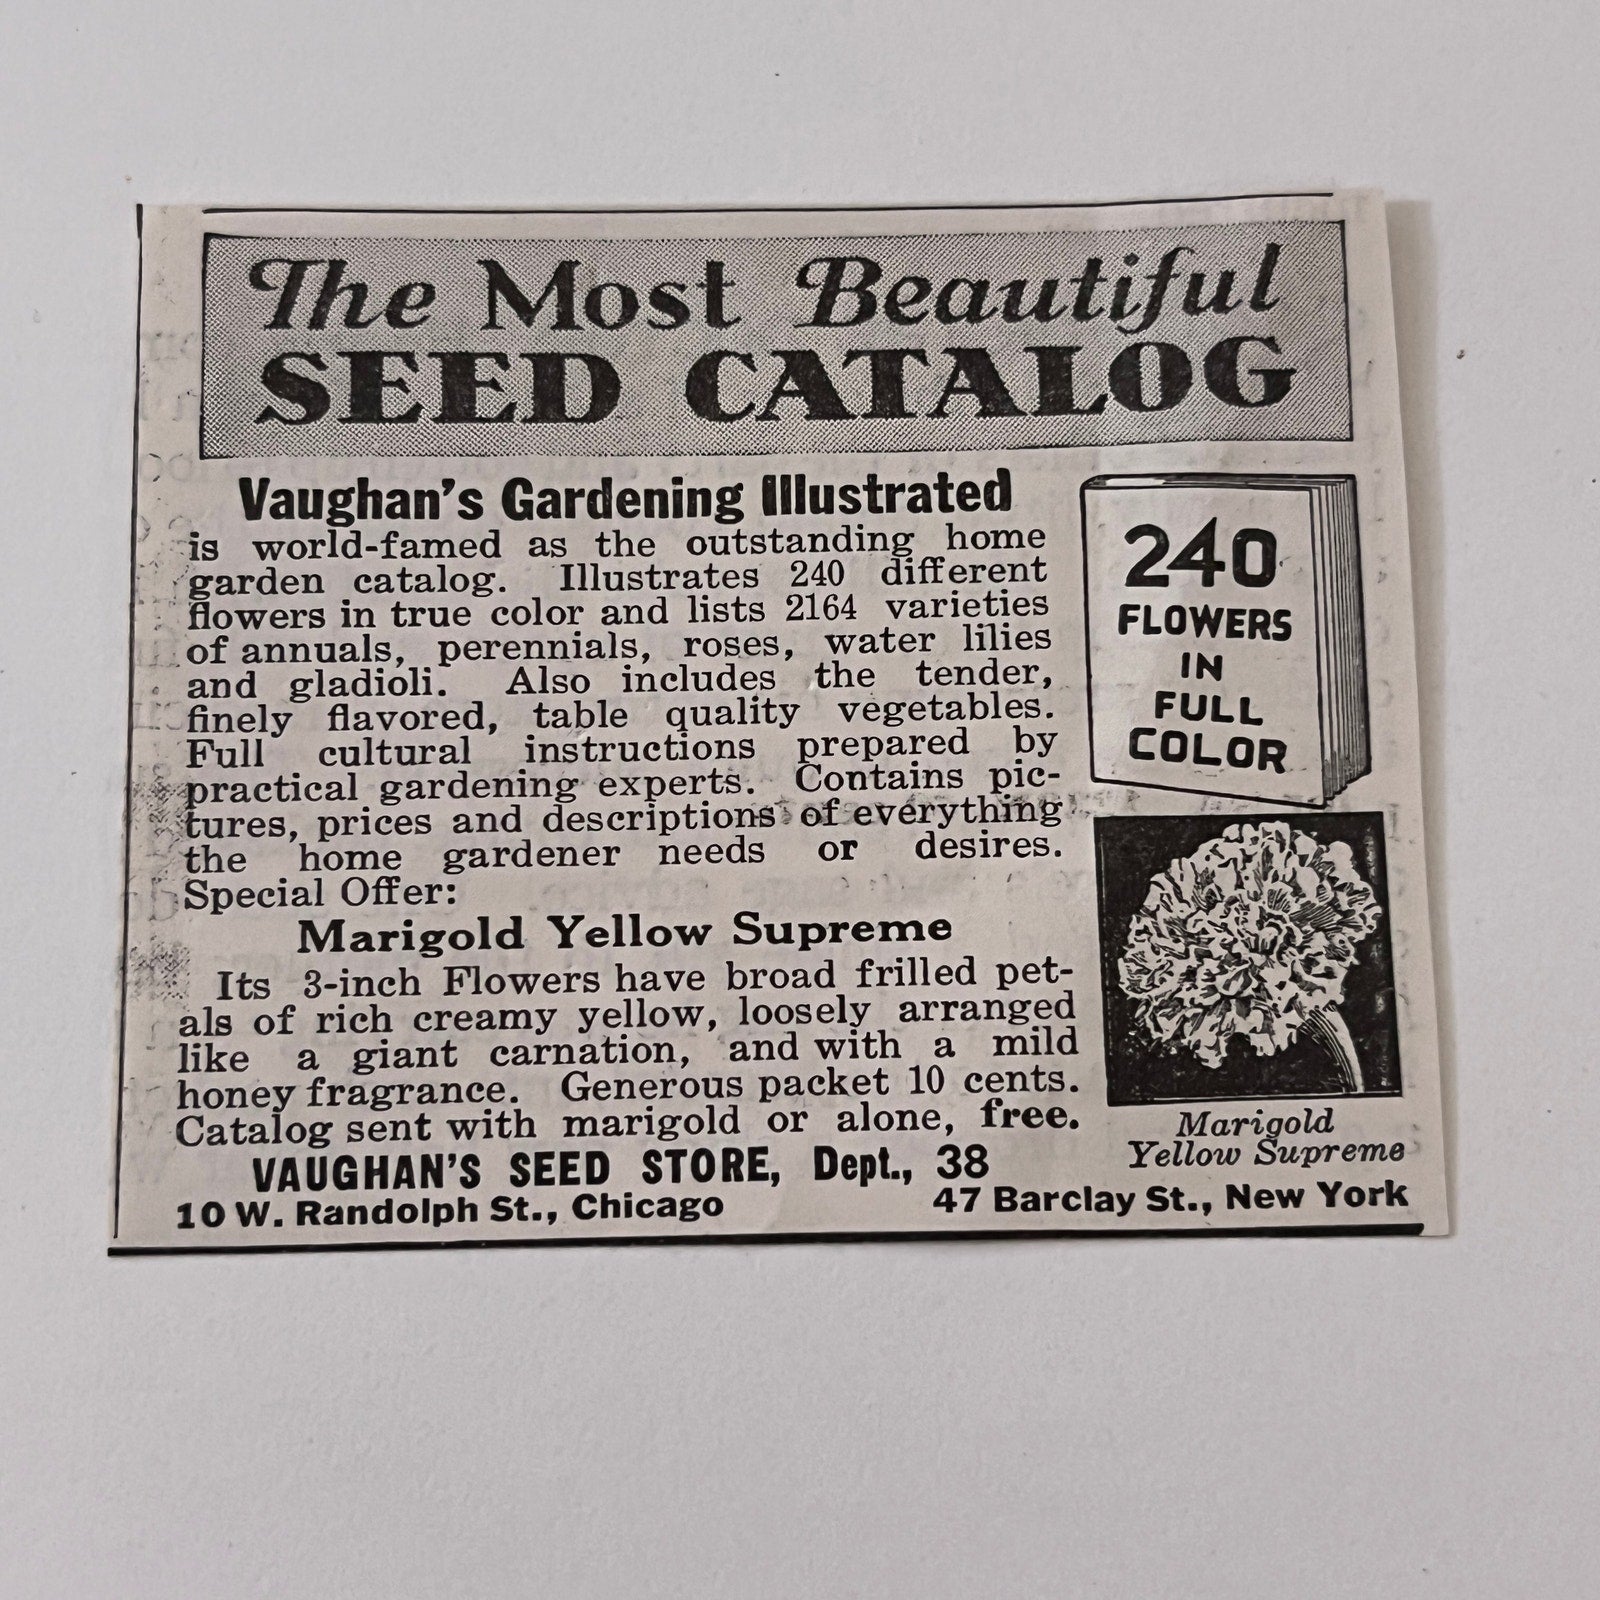 The Most Beautiful
SEED CATALOG
Vaughan's Gardening Illustrated
is world-famed as the outstanding home
garden catalog. Illustrates 240 different
flowers in true color and lists 2164 varieties
of annuals, perennials, roses, water lilies
and gladioli. Also includes the tender,
finely flavored, table quality vegetables.
Full cultural instructions prepared by
practical gardening experts. Contains pic-
tures, prices and descriptions of everything
the home gardener needs or desires.
Special Offer:
Marigold Yellow Supreme
Its 3-inch Flowers have broad frilled pet-
als of rich creamy yellow, loosely arranged
like a giant carnation, and with a mild
honey fragrance. Generous packet 10 cents.
Catalog sent with marigold or alone, free.
240
FLOWERS
IN
FULL
COLOR
Marigold
Yellow Supreme
VAUGHAN'S SEED STORE, Dept., 38
10 W. Randolph St., Chicago 47 Barclay St., New York